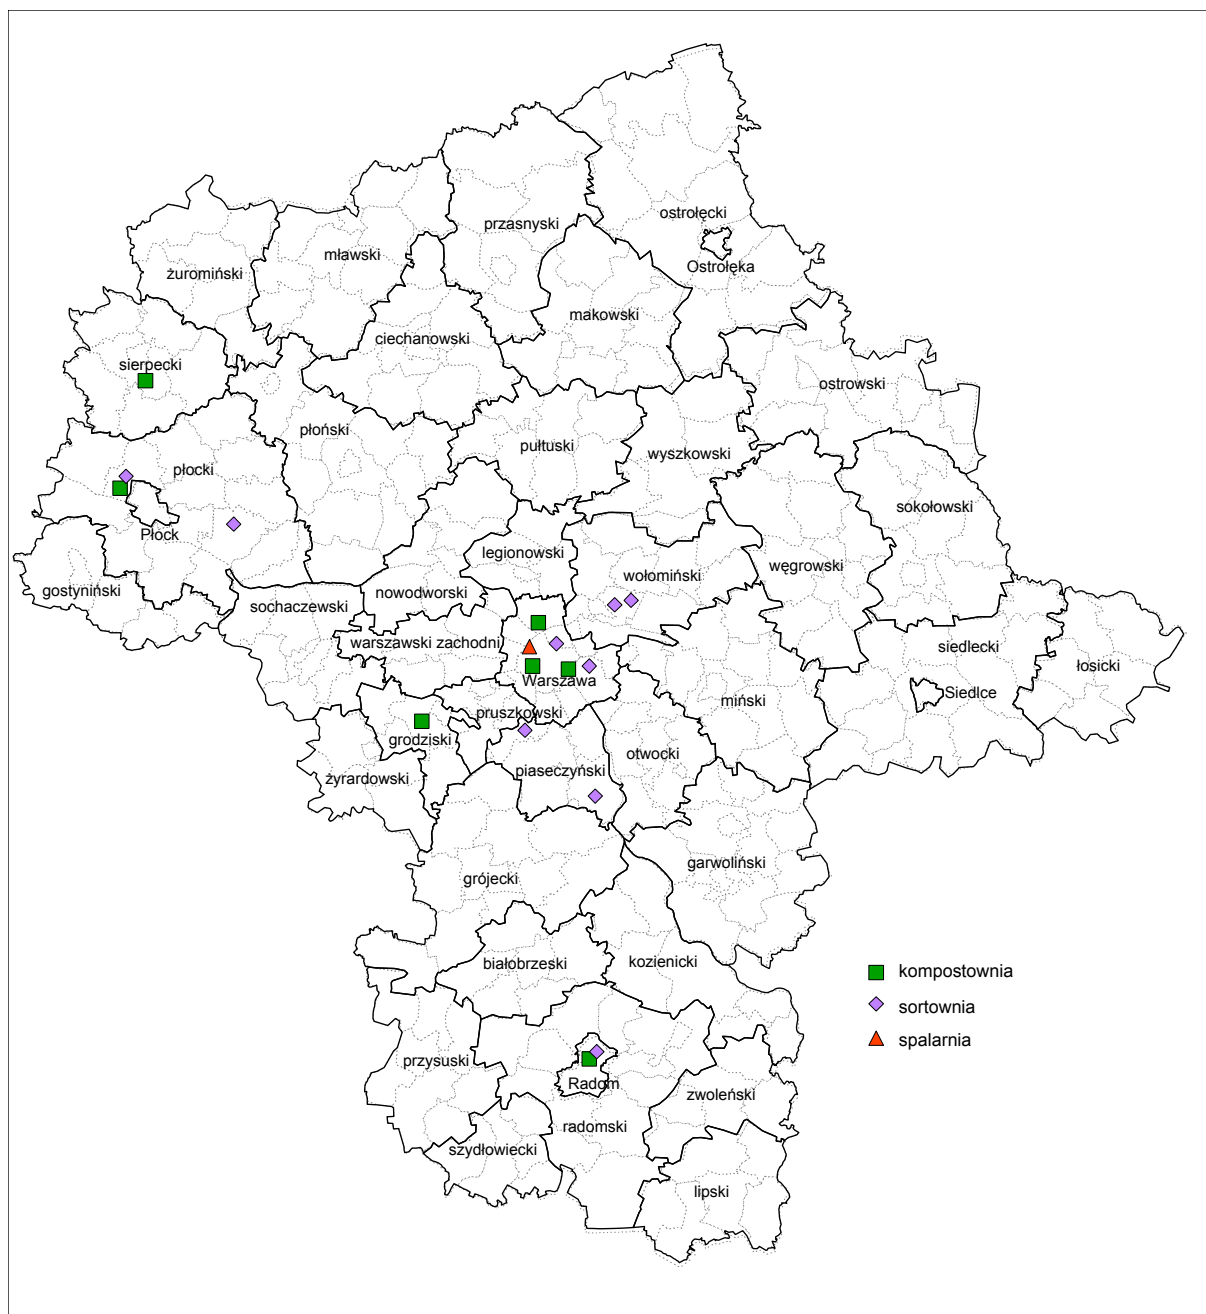 ostrołęcki
przasnyski
mławski
Ostrołęka
żuromiński
makowski
ciechanowski
sierpecki
ostrowski
płoński
pułtuski
wyszkowski
płocki
sokołowski
Płock
legionowski
węgrowski
wołomiński
gostyniński
nowodworski
sochaczewski
warszawski zachodni
siedlecki
łosicki
Warszawa
Siedlce
miński
pruszkowski
grodziski
otwocki
piaseczyński
żyrardowski
garwoliński
grójecki
kozienicki
białobrzeski
kompostownia
sortownia
spalarnia
przysuski
Radom
zwoleński
radomski
szydłowiecki
lipski